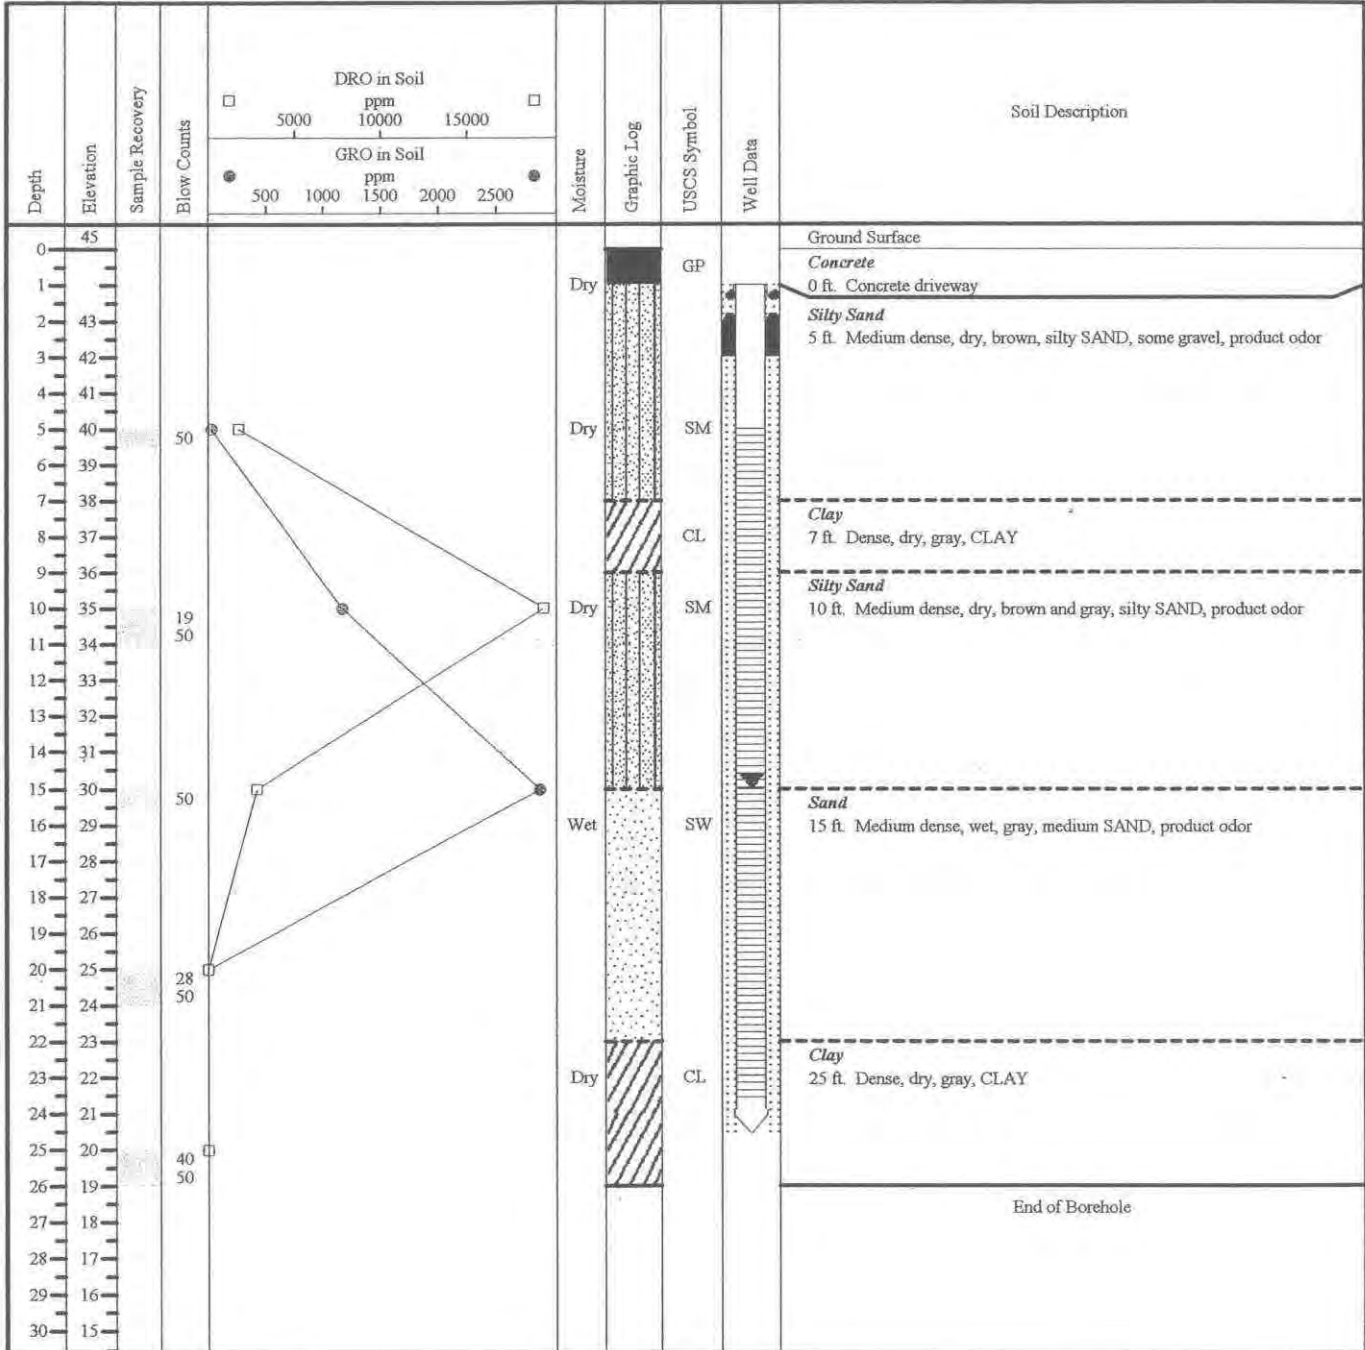 Depth
Elevation
Sample Recovery
Blow Counts
DRO in Soil
ppm
5000 10000 15000
GRO in Soil
ppm
500 1000 1500 2000 2500
Moisture
Graphic Log
USCS Symbol
Well Data
Soil Description
45
Ground Surface
0
GP
Concrete
1 Dry 0 ft. Concrete driveway
Silty Sand
2 43
5 ft. Medium dense, dry, brown, silty SAND, some gravel, product odor
3 42
4 41
5 40 50 Dry SM
6 39
7 38
Clay
8 37 CL 7 ft. Dense, dry, gray, CLAY
9 36
Silty Sand
10 35 19 Dry SM 10 ft. Medium dense, dry, brown and gray, silty SAND, product odor
50
11 34
12 33
13 32
14 31
15 30 50
Sand
16 29 Wet SW 15 ft. Medium dense, wet, gray, medium SAND, product odor
17 28
18 27
19 26
20 25 28
50
21 24
22 23
Clay
23 22 Dry CL 25 ft. Dense, dry, gray, CLAY
24 21
25 20 40
50
26 19
End of Borehole
27 18
28 17
29 16
30 15